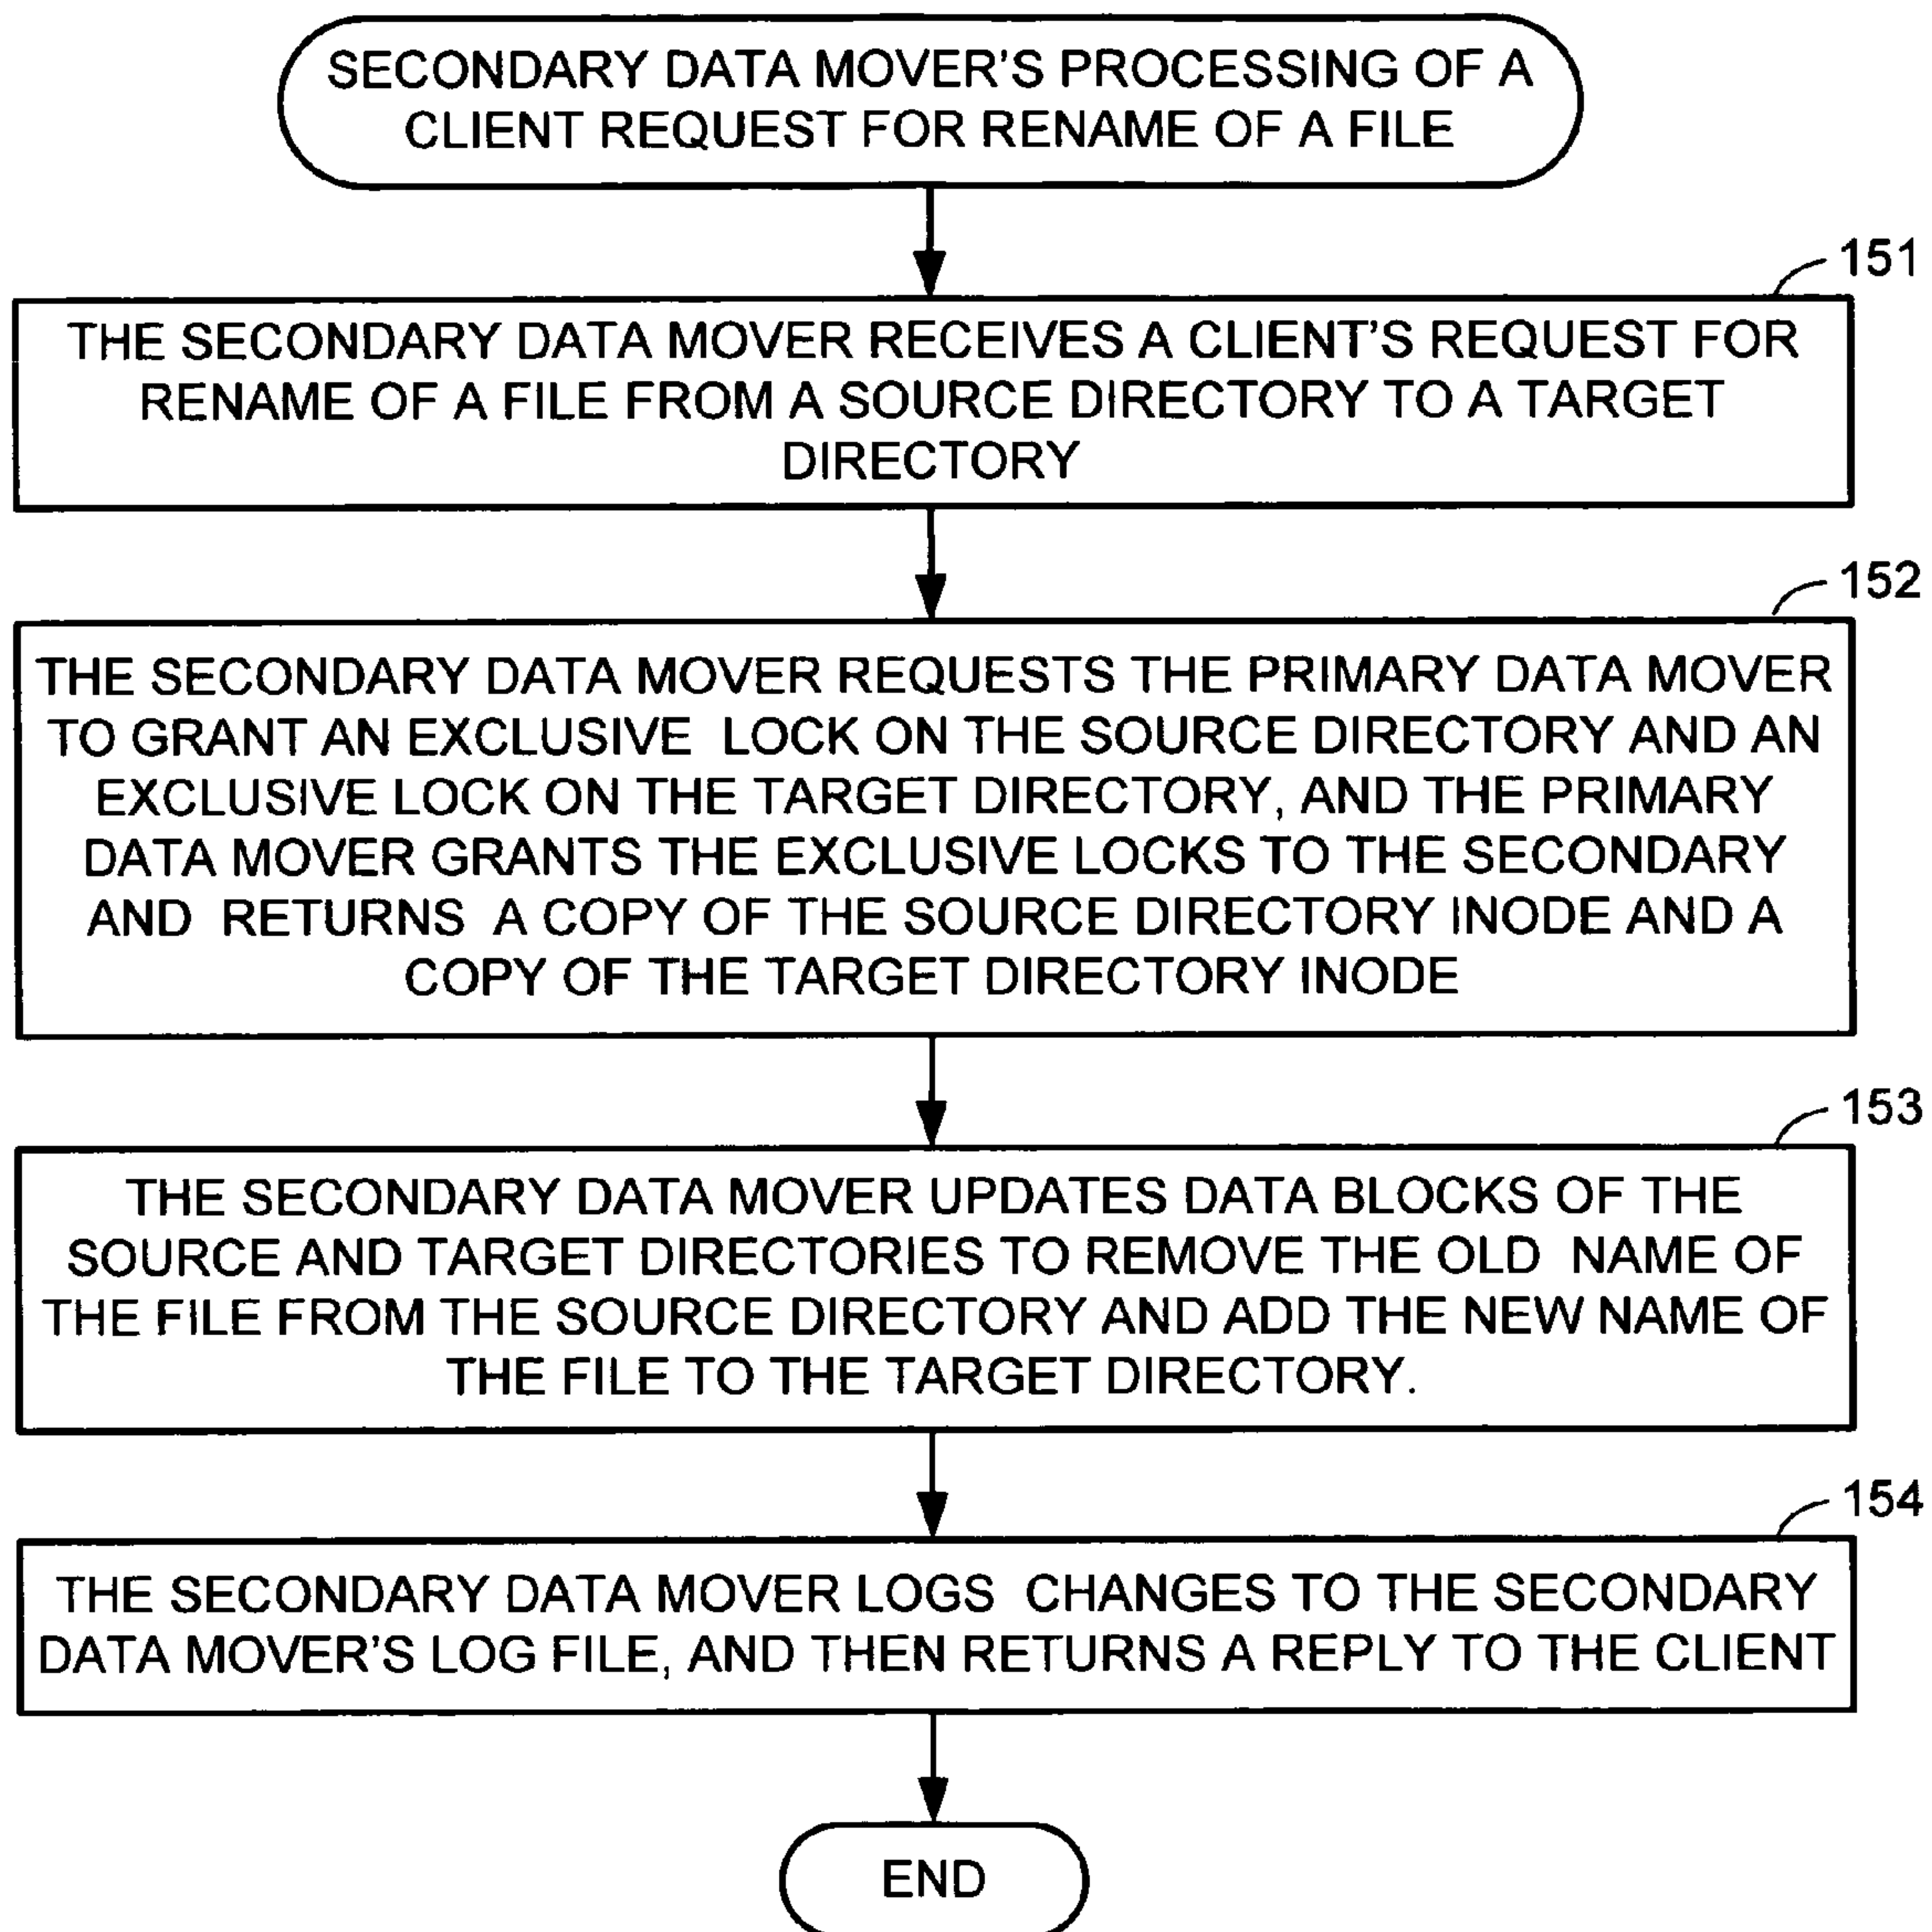 SECONDARY DATA MOVER'S PROCESSING OF A
CLIENT REQUEST FOR RENAME OF A FILE
151
THE SECONDARY DATA MOVER RECEIVES A CLIENT'S REQUEST FOR
RENAME OF A FILE FROM A SOURCE DIRECTORY TO A TARGET
DIRECTORY
152
THE SECONDARY DATA MOVER REQUESTS THE PRIMARY DATA MOVER
TO GRANT AN EXCLUSIVE LOCK ON THE SOURCE DIRECTORY AND AN
EXCLUSIVE LOCK ON THE TARGET DIRECTORY, AND THE PRIMARY
DATA MOVER GRANTS THE EXCLUSIVE LOCKS TO THE SECONDARY
AND RETURNS A COPY OF THE SOURCE DIRECTORY INODE AND A
COPY OF THE TARGET DIRECTORY INODE
153
THE SECONDARY DATA MOVER UPDATES DATA BLOCKS OF THE
SOURCE AND TARGET DIRECTORIES TO REMOVE THE OLD NAME OF
THE FILE FROM THE SOURCE DIRECTORY AND ADD THE NEW NAME OF
THE FILE TO THE TARGET DIRECTORY.
154
THE SECONDARY DATA MOVER LOGS CHANGES TO THE SECONDARY
DATA MOVER'S LOG FILE, AND THEN RETURNS A REPLY TO THE CLIENT
END